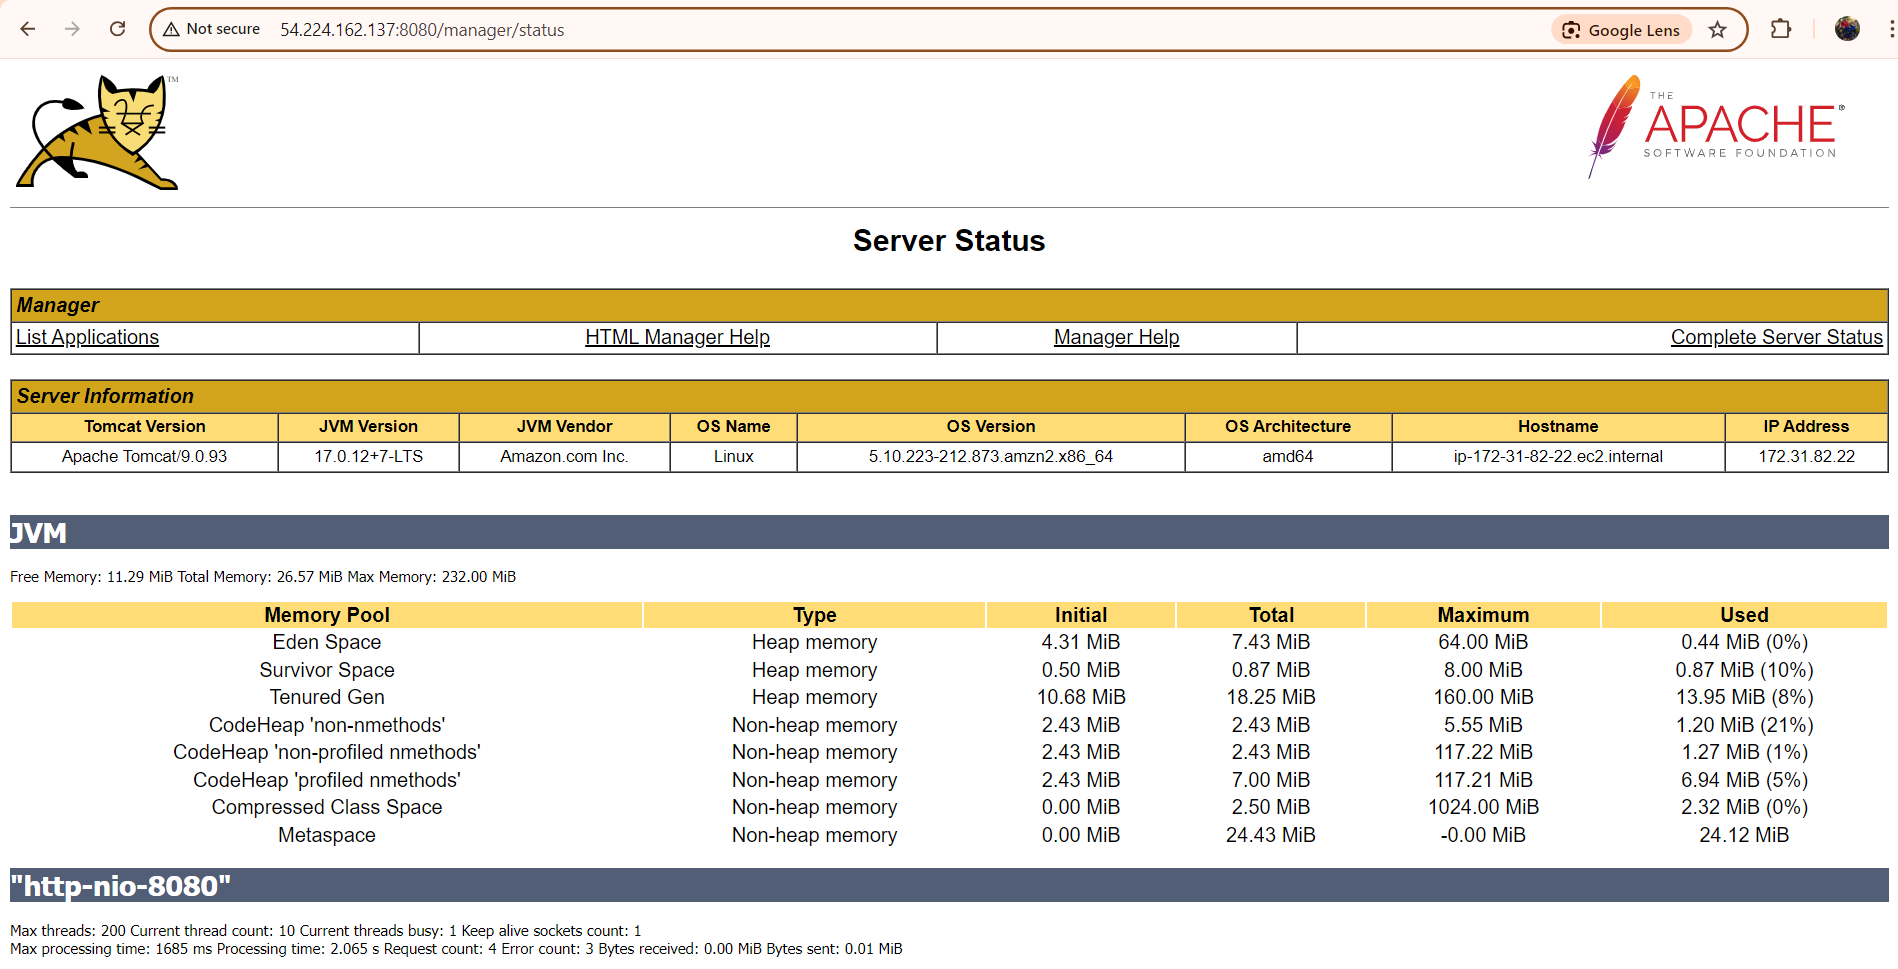 Not secure 54.224.162.137:8080/manager/status Google Lens
TM
THE
APACHE®
SOFTWARE FOUNDATION
Server Status
Manager
List Applications HTML Manager Help Manager Help Complete Server Status
Server Information
Tomcat Version JVM Version JVM Vendor OS Name OS Version OS Architecture Hostname IP Address
Apache Tomcat/9.0.93 17.0.12+7-LTS Amazon.com Inc. Linux 5.10.223-212.873.amzn2.x86_64 amd64 ip-172-31-82-22.ec2.internal 172.31.82.22
JVM
Free Memory: 11.29 MiB Total Memory: 26.57 MiB Max Memory: 232.00 MiB
Memory Pool Type Initial Total Maximum Used
Eden Space Heap memory 4.31 MiB 7.43 MiB 64.00 MiB 0.44 MiB (0%)
Survivor Space Heap memory 0.50 MiB 0.87 MiB 8.00 MiB 0.87 MiB (10%)
Tenured Gen Heap memory 10.68 MiB 18.25 MiB 160.00 MiB 13.95 MiB (8%)
CodeHeap 'non-nmethods' Non-heap memory 2.43 MiB 2.43 MiB 5.55 MiB 1.20 MiB (21%)
CodeHeap 'non-profiled nmethods' Non-heap memory 2.43 MiB 2.43 MiB 117.22 MiB 1.27 MiB (1%)
CodeHeap 'profiled nmethods' Non-heap memory 2.43 MiB 7.00 MiB 117.21 MiB 6.94 MiB (5%)
Compressed Class Space Non-heap memory 0.00 MiB 2.50 MiB 1024.00 MiB 2.32 MiB (0%)
Metaspace Non-heap memory 0.00 MiB 24.43 MiB -0.00 MiB 24.12 MiB
"http-nio-8080"
Max threads: 200 Current thread count: 10 Current threads busy: 1 Keep alive sockets count: 1
Max processing time: 1685 ms Processing time: 2.065 s Request count: 4 Error count: 3 Bytes received: 0.00 MiB Bytes sent: 0.01 MiB